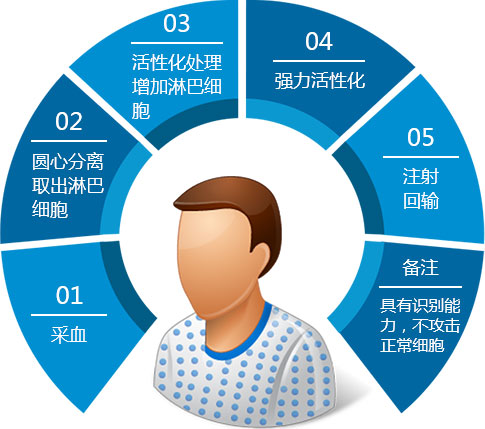 01
采血
02
圆心分离
取出淋巴
细胞
03
活性化处理
增加淋巴细
胞
04
强力活性化
05
注射
回输
备注
具有识别能
力，不攻击
正常细胞